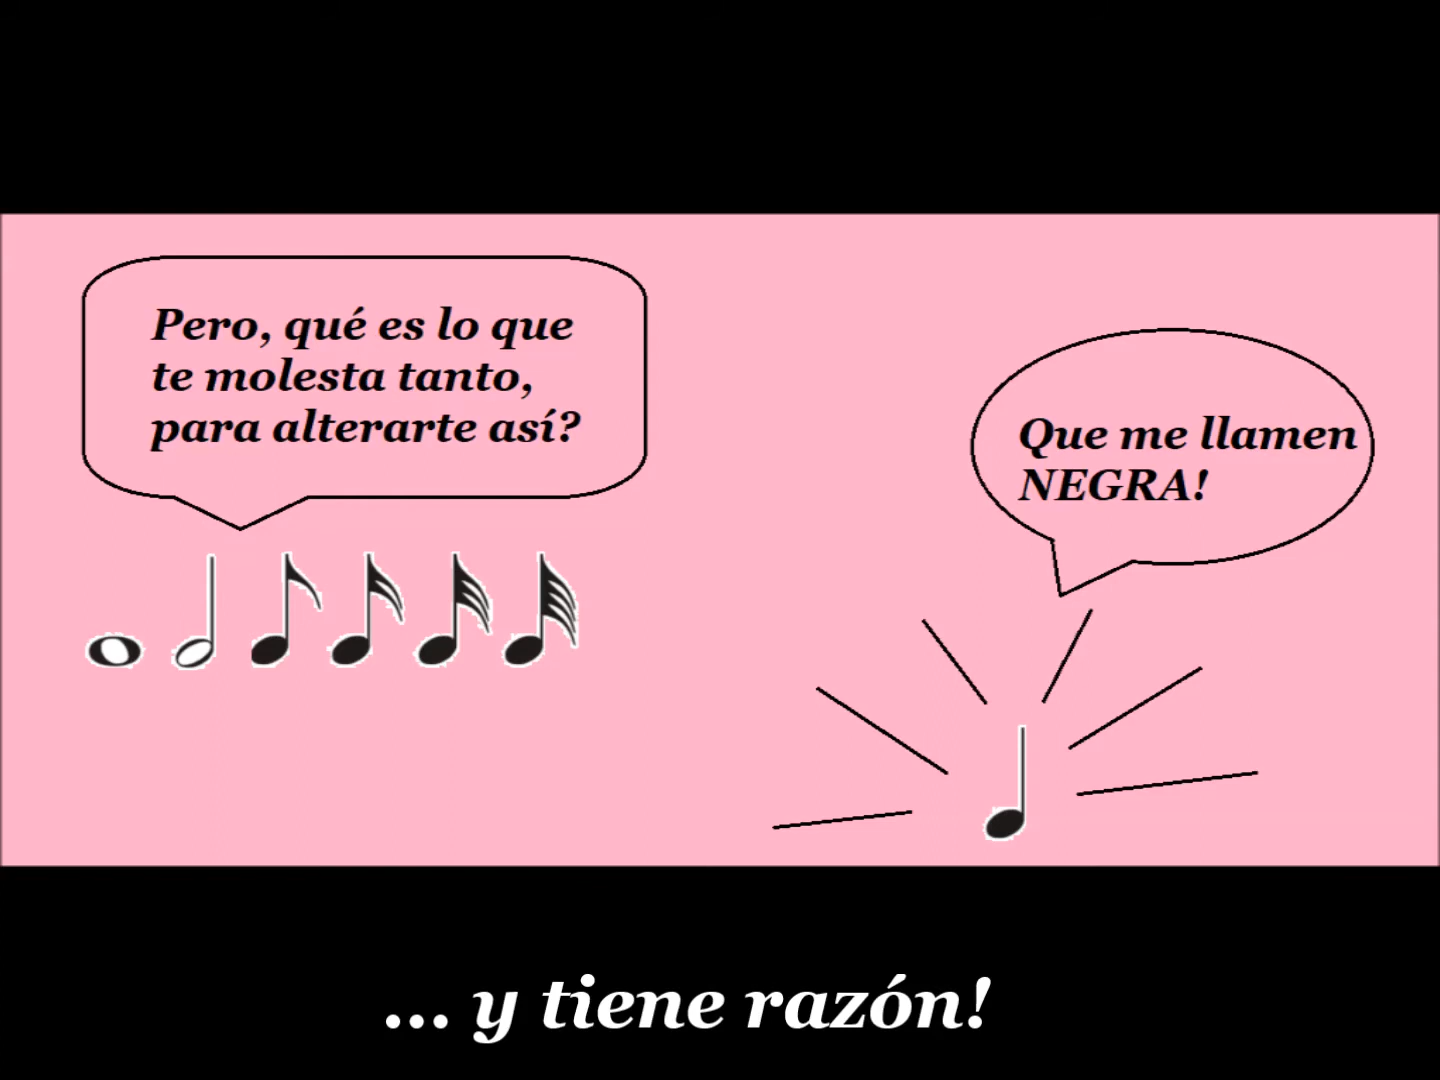 Pero, qué es lo que
te molesta tanto,
para alterarte así?
Que me llamen
NEGRA!
... y tiene razón!